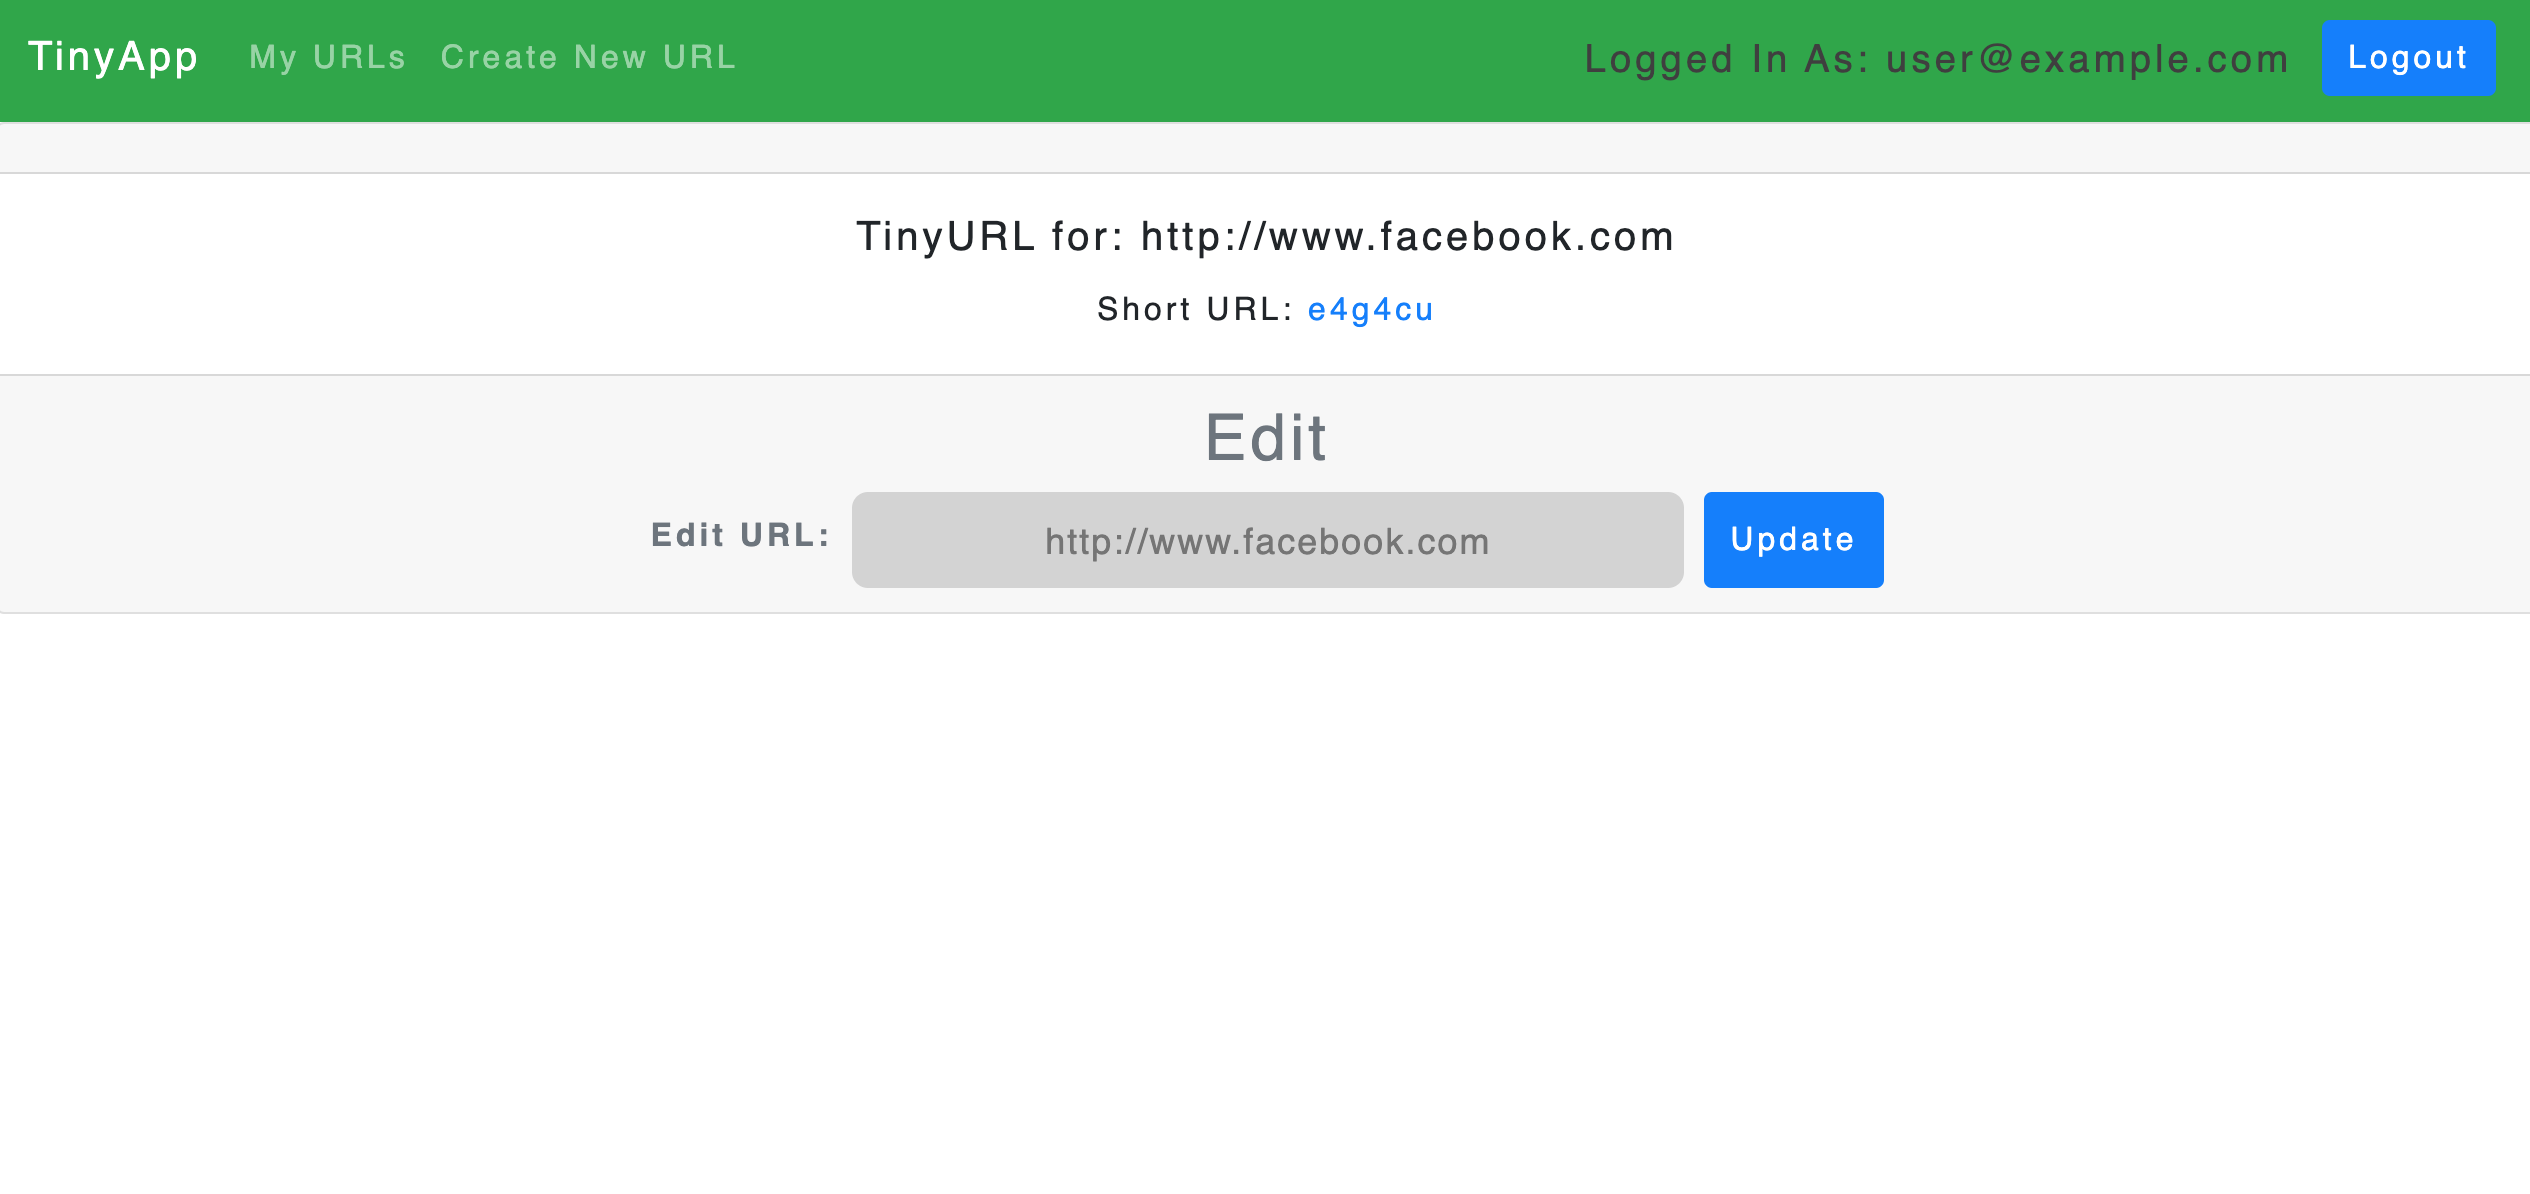 TinyApp My URLs Create New URL Logged In As: user@example.com Logout
TinyURL for: http://www.facebook.com
Short URL: e4g4cu
Edit
Edit URL: http://www.facebook.com Update